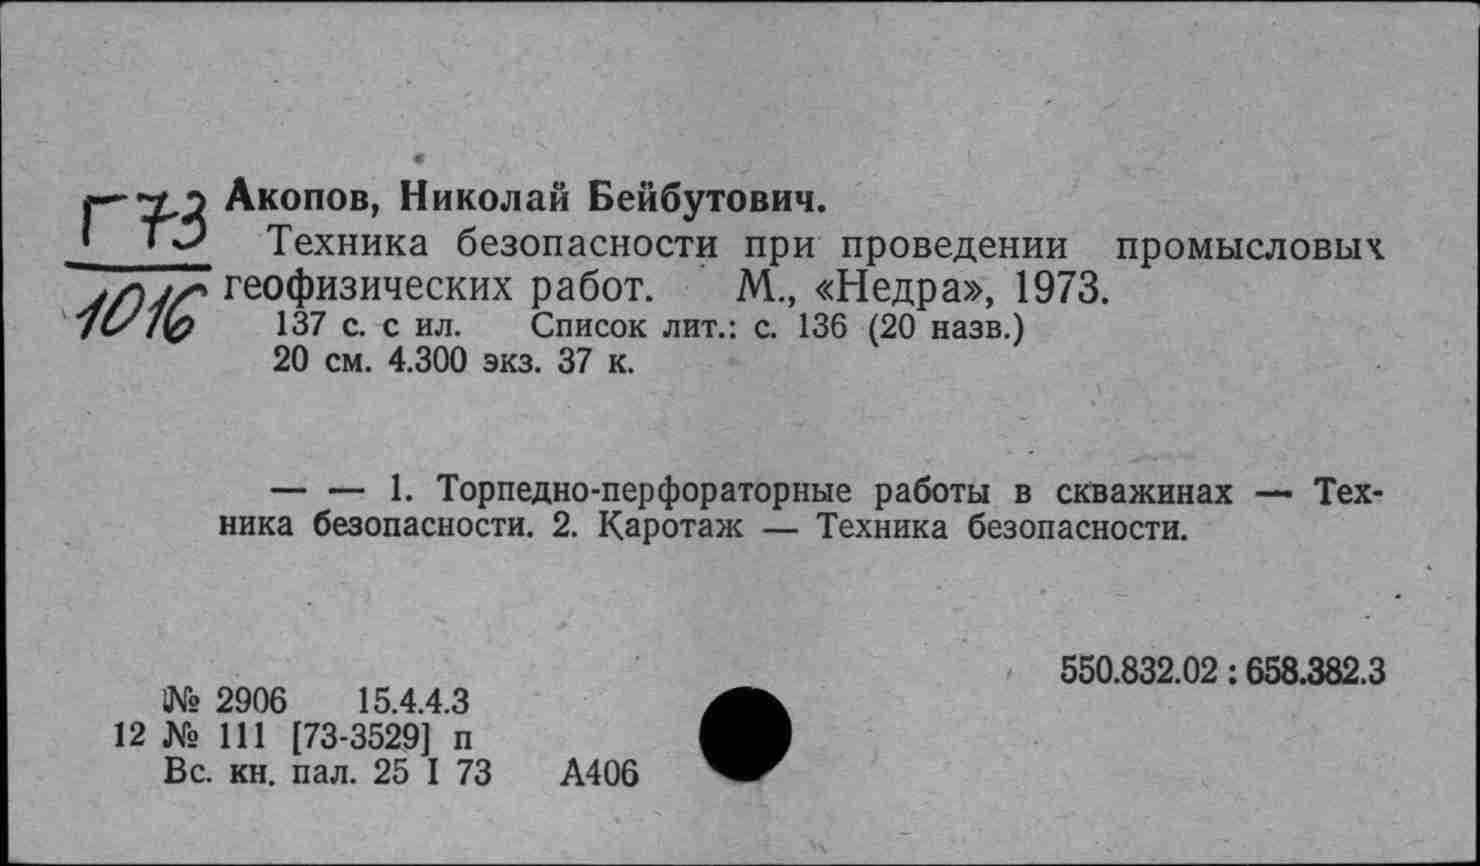 Г 73
1016
Акопов, Николай Бейбутович.
Техника безопасности при проведении промысловых
геофизических работ. М., «Недра», 1973.
137 с. с ил. Список лит.: с. 136 (20 назв.)
20 см. 4.300 экз. 37 к.
— — 1. Торпедно-перфораторные работы в скважинах — Тех-
ника безопасности. 2. Каротаж — Техника безопасности.
550.832.02 : 658.382.3
№ 2906 15.4.4.3
12 № 111 [73-3529] п
Вс. кн. пал. 25 I 73 А406